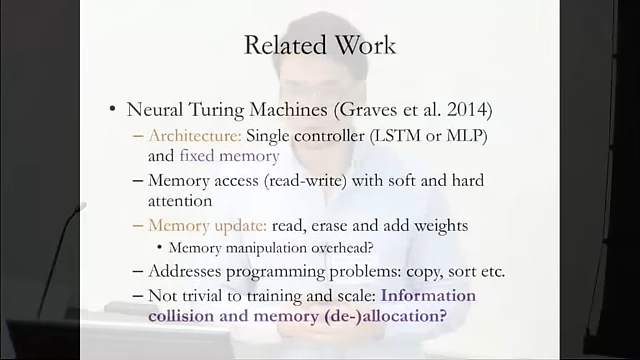 Related Work
• Neural Turing Machines (Graves et al. 2014)
– Architecture: Single controller (LSTM or MLP)
and fixed memory
– Memory access (read-write) with soft and hard
attention
– Memory update: read, erase and add weights
• Memory manipulation overhead?
– Addresses programming problems: copy, sort etc.
– Not trivial to training and scale: Information
collision and memory (de-)allocation?